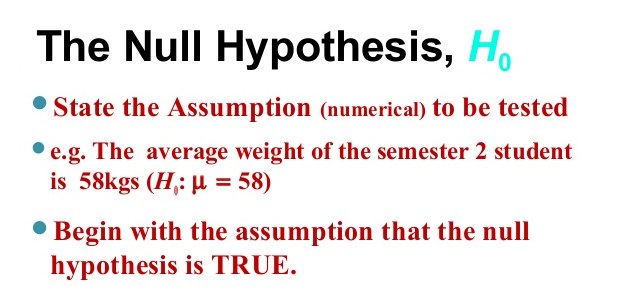 The Null Hypothesis, H₀
• State the Assumption (numerical) to be tested
• e.g. The average weight of the semester 2 student
is 58kgs (H₀: μ = 58)
• Begin with the assumption that the null
hypothesis is TRUE.